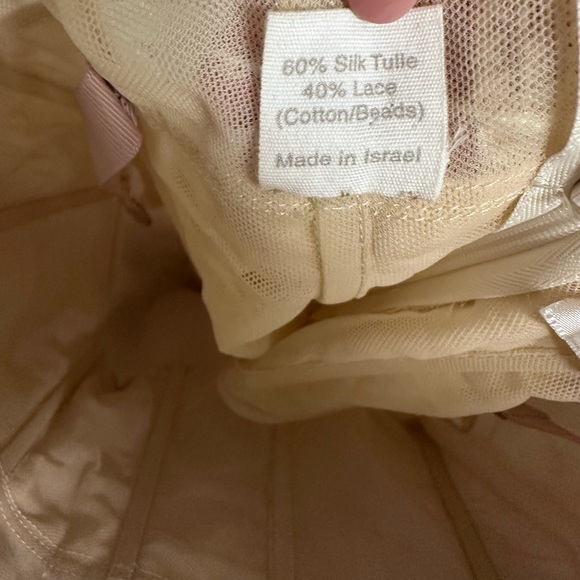 60% Silk Tulle
40% Lace
(Cotton/Beads)
Made in Israel